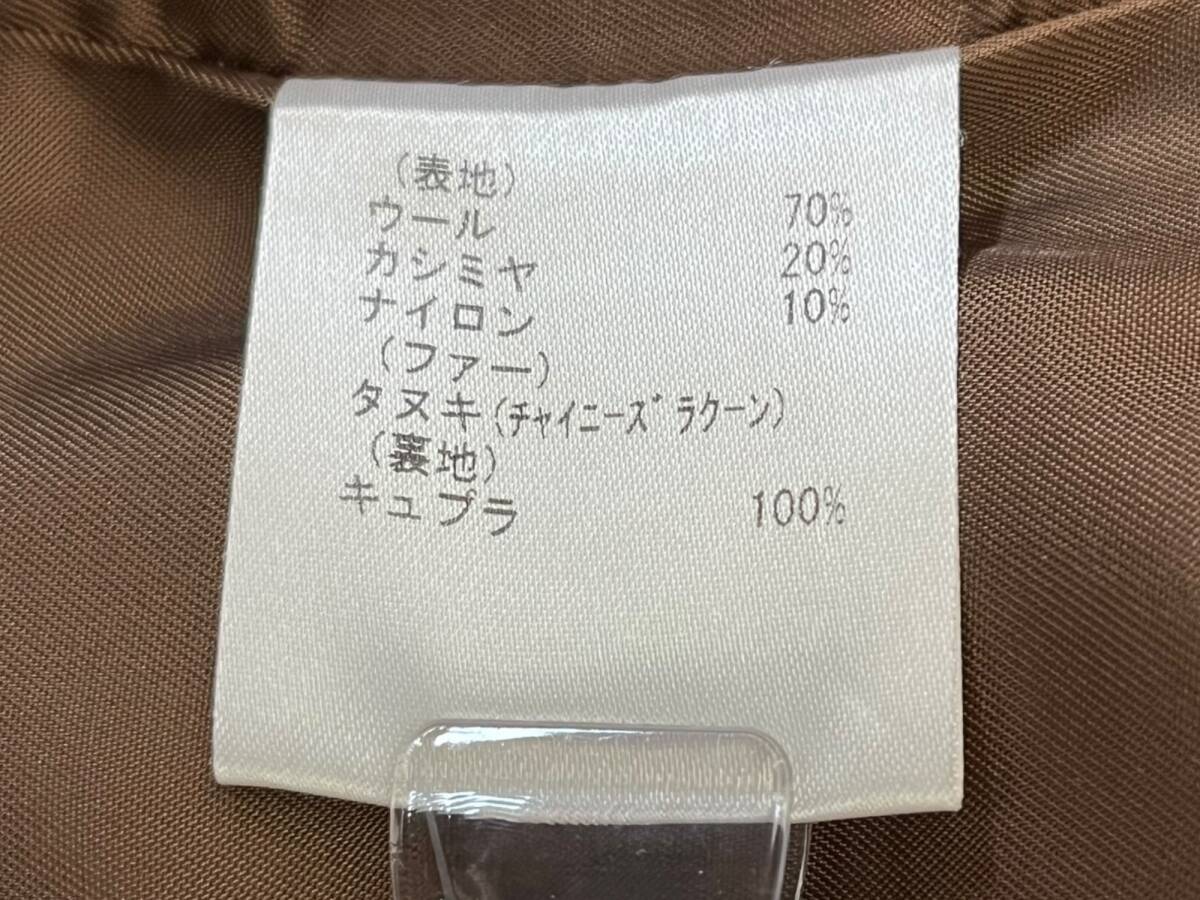 (表地)
ウール 70%
カシミヤ 20%
ナイロン 10%
(ファー)
タヌキ(ﾁｬｲﾆｰｽﾞﾗｸｰﾝ)
(裏地)
キュプラ 100%